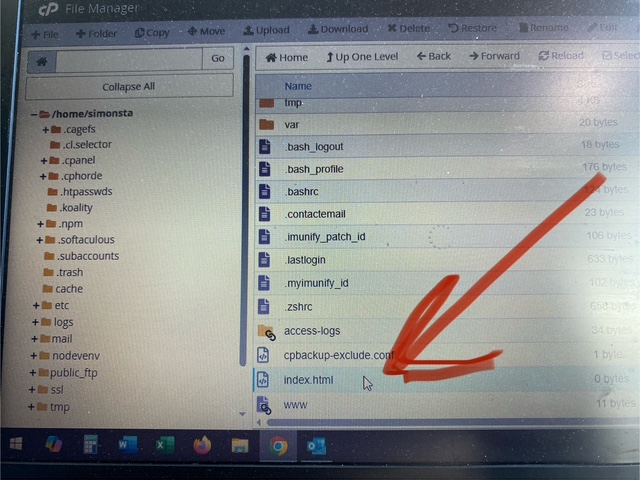 cP File Manager
+ File + Folder Copy Move Upload Download Delete Restore Rename Edit
Go
Home Up One Level Back Forward Reload Select
Collapse All
Name
− /home/simonsta
+ .cagefs
.cl.selector
+ .cpanel
+ .cphorde
.htpasswds
.koality
+ .npm
+ .softaculous
.subaccounts
.trash
cache
+ etc
+ logs
+ mail
+ nodevenv
+ public_ftp
+ ssl
+ tmp
tmp 4 KB
var 20 bytes
.bash_logout 18 bytes
.bash_profile 176 bytes
.bashrc 124 bytes
.contactemail 23 bytes
.imunify_patch_id 106 bytes
.lastlogin 633 bytes
.myimunify_id 102 bytes
.zshrc 658 bytes
access-logs 34 bytes
cpbackup-exclude.conf 1 byte
index.html 0 bytes
www 11 bytes